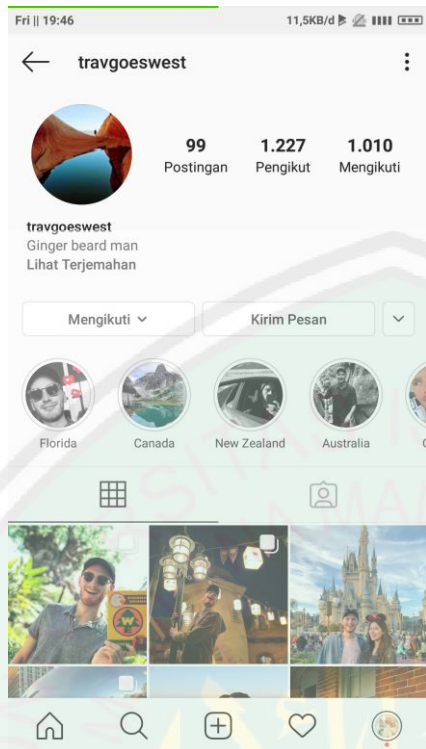 Fri || 19:46 11,5KB/d
travgoeswest
99 1.227 1.010
Postingan Pengikut Mengikuti
travgoeswest
Ginger beard man
Lihat Terjemahan
Mengikuti Kirim Pesan
Florida Canada New Zealand Australia